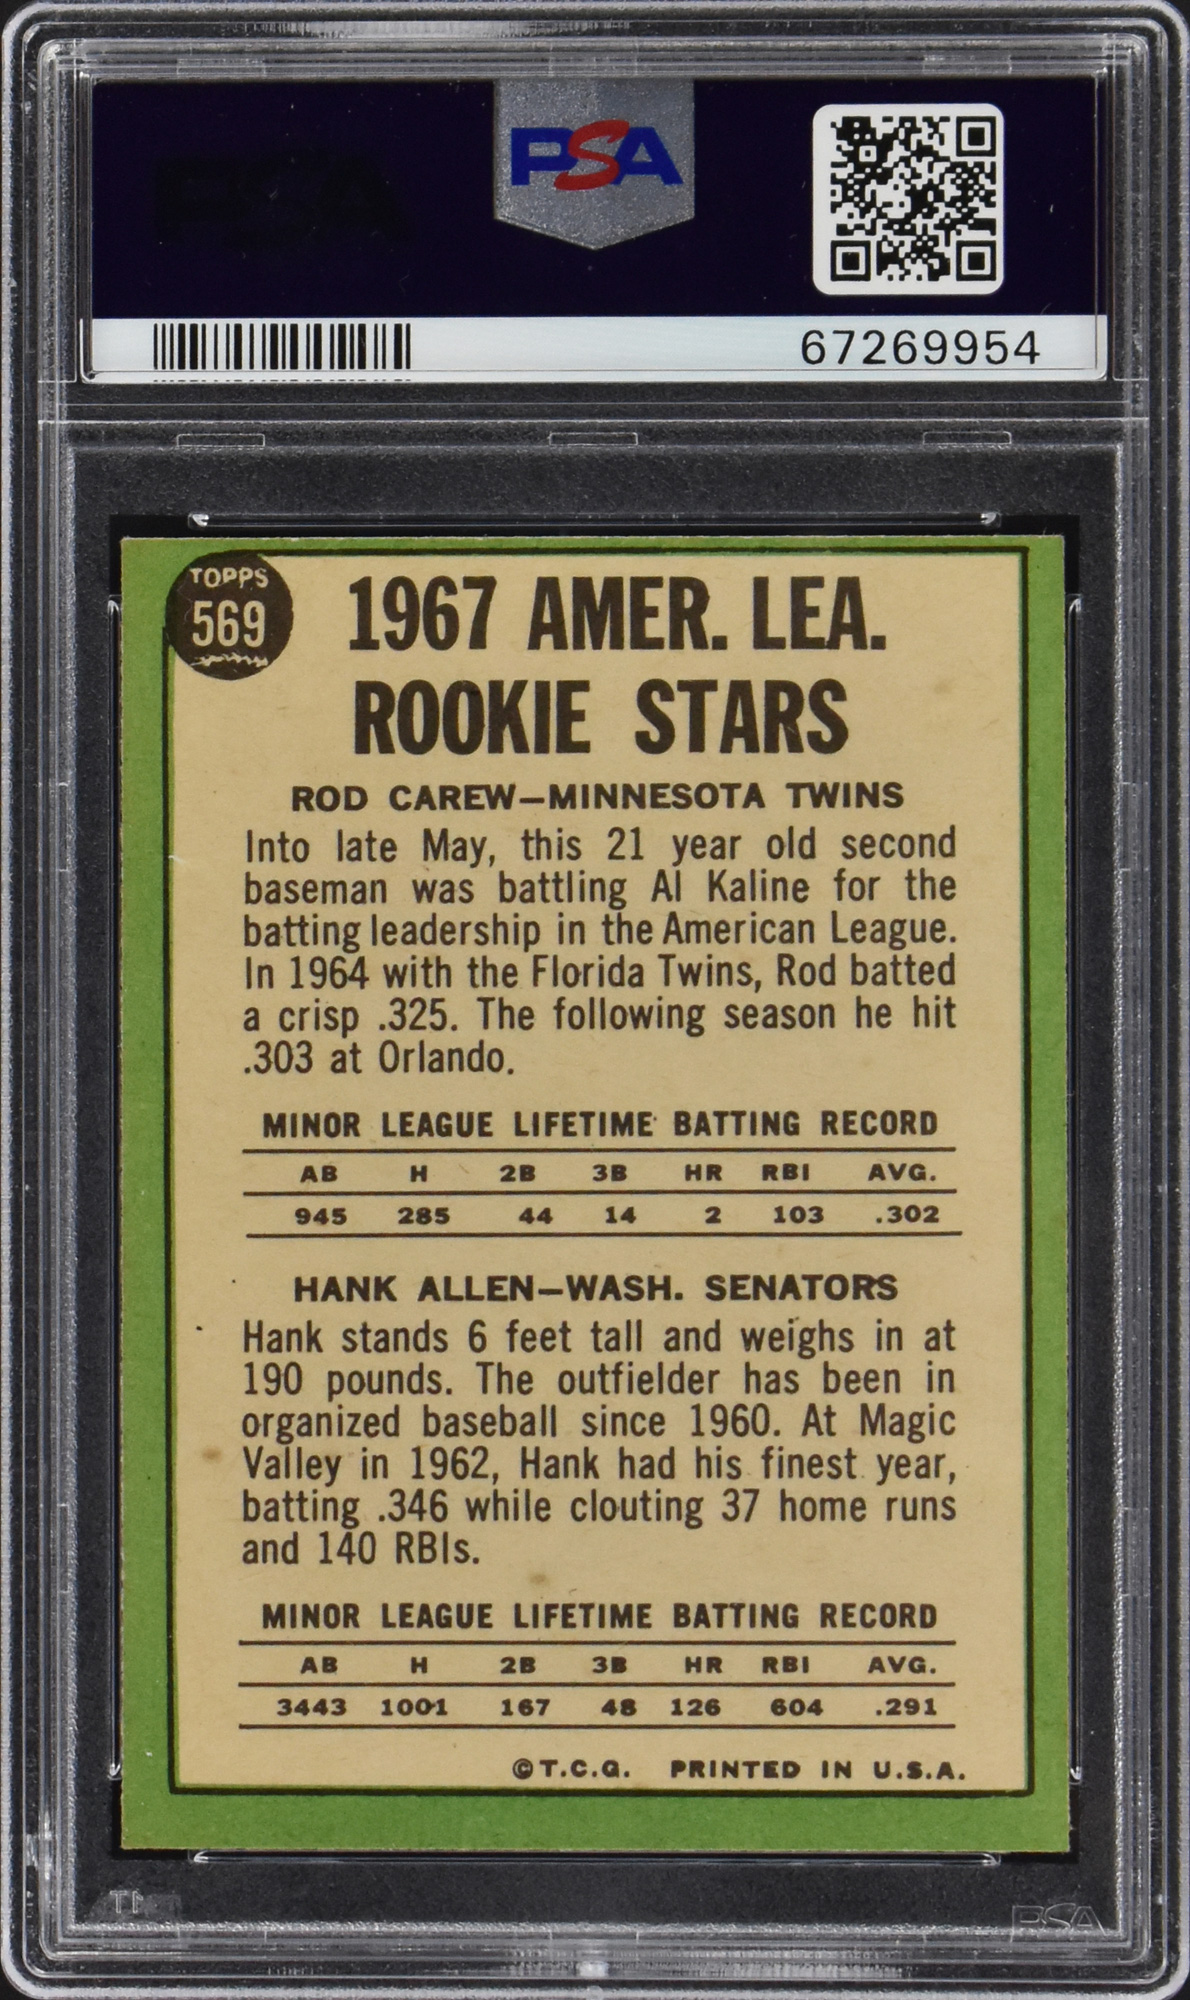 PSA
67269954
TOPPS
569
1967 AMER. LEA.
ROOKIE STARS
ROD CAREW–MINNESOTA TWINS
Into late May, this 21 year old second
baseman was battling Al Kaline for the
batting leadership in the American League.
In 1964 with the Florida Twins, Rod batted
a crisp .325. The following season he hit
.303 at Orlando.
MINOR LEAGUE LIFETIME BATTING RECORD
AB H 2B 3B HR RBI AVG.
945 285 44 14 2 103 .302
HANK ALLEN–WASH. SENATORS
Hank stands 6 feet tall and weighs in at
190 pounds. The outfielder has been in
organized baseball since 1960. At Magic
Valley in 1962, Hank had his finest year,
batting .346 while clouting 37 home runs
and 140 RBIs.
MINOR LEAGUE LIFETIME BATTING RECORD
AB H 2B 3B HR RBI AVG.
3443 1001 167 48 126 604 .291
©T.C.G. PRINTED IN U.S.A.
PSA